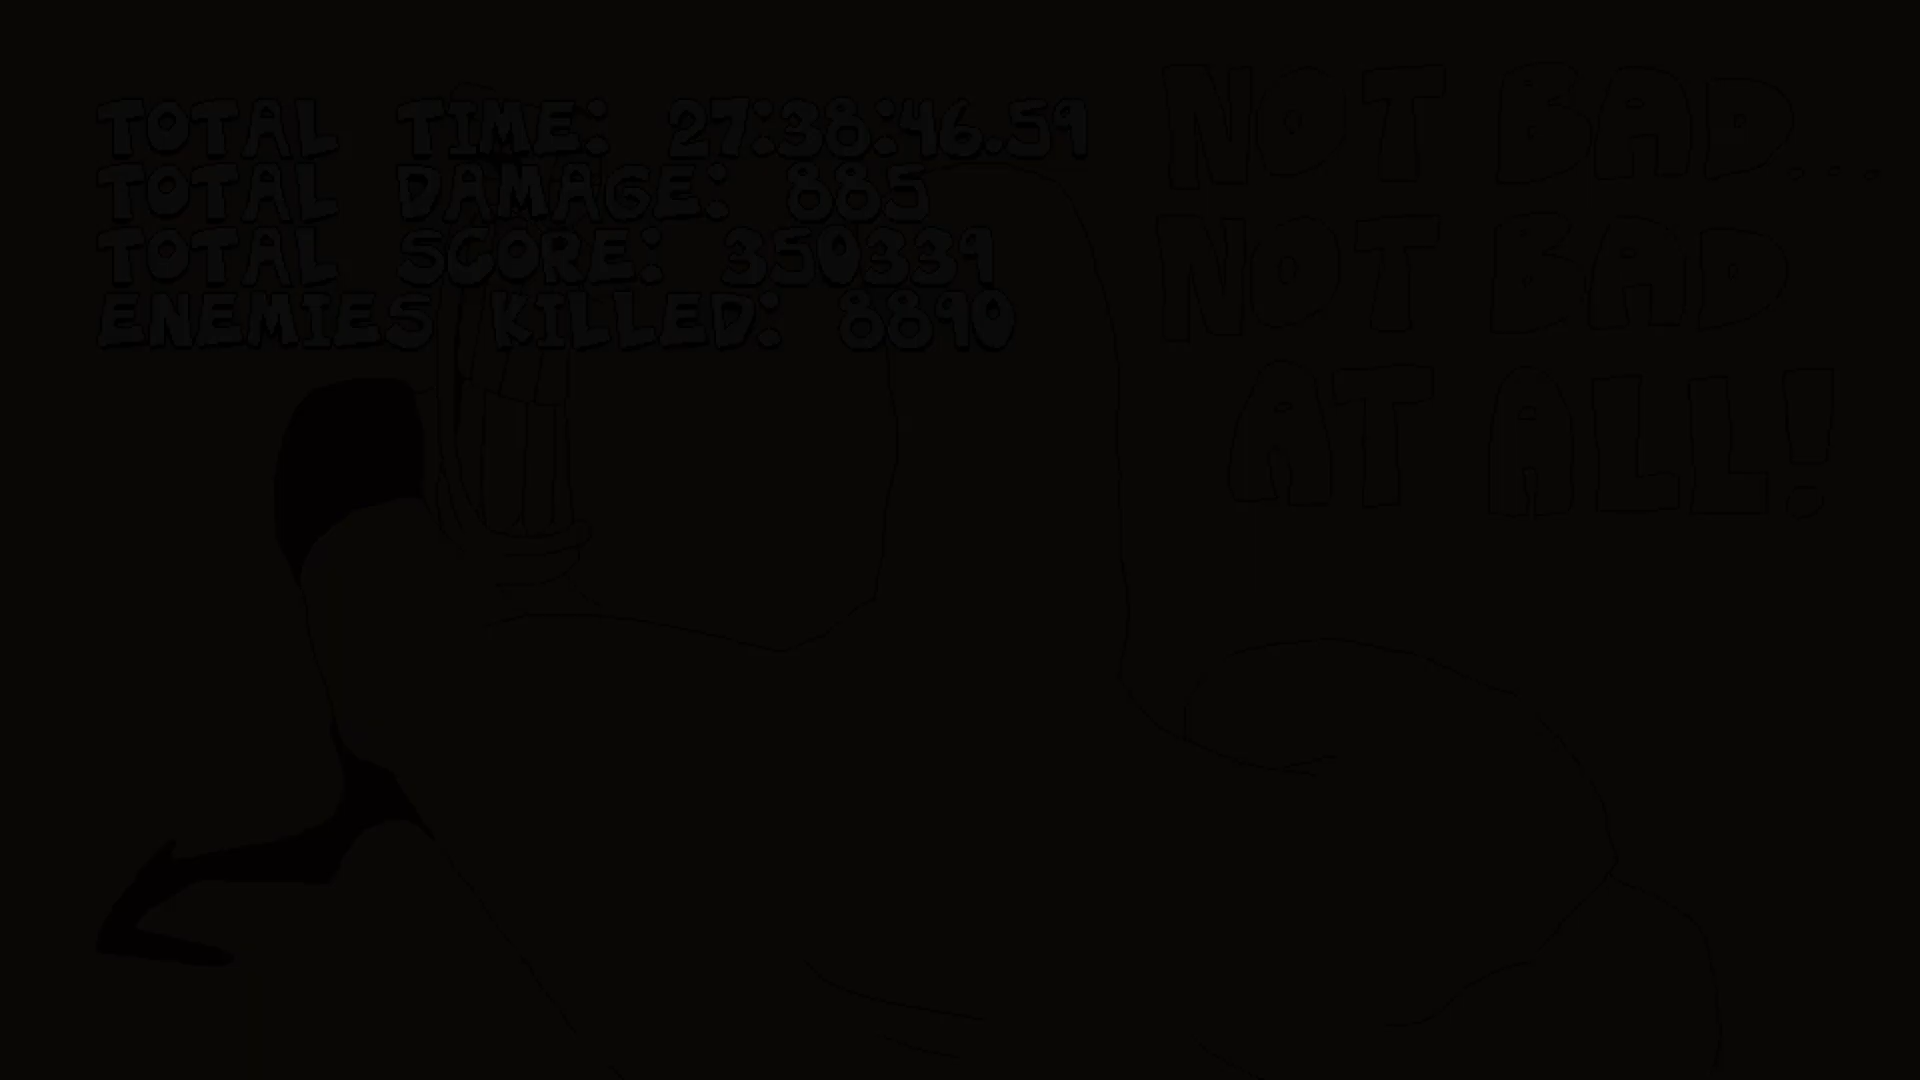 TOTAL TIME: 27:38:46.59
TOTAL DAMAGE: 885
TOTAL SCORE: 350339
ENEMIES KILLED: 8890
NOT BAD...
NOT BAD
AT ALL!